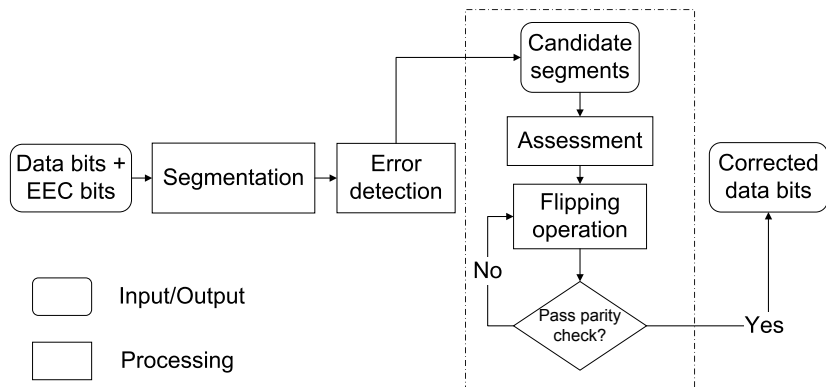 Data bits +
EEC bits
Segmentation
Error
detection
Candidate
segments
Assessment
Flipping
operation
No
Pass parity
check?
Yes
Corrected
data bits
Input/Output
Processing